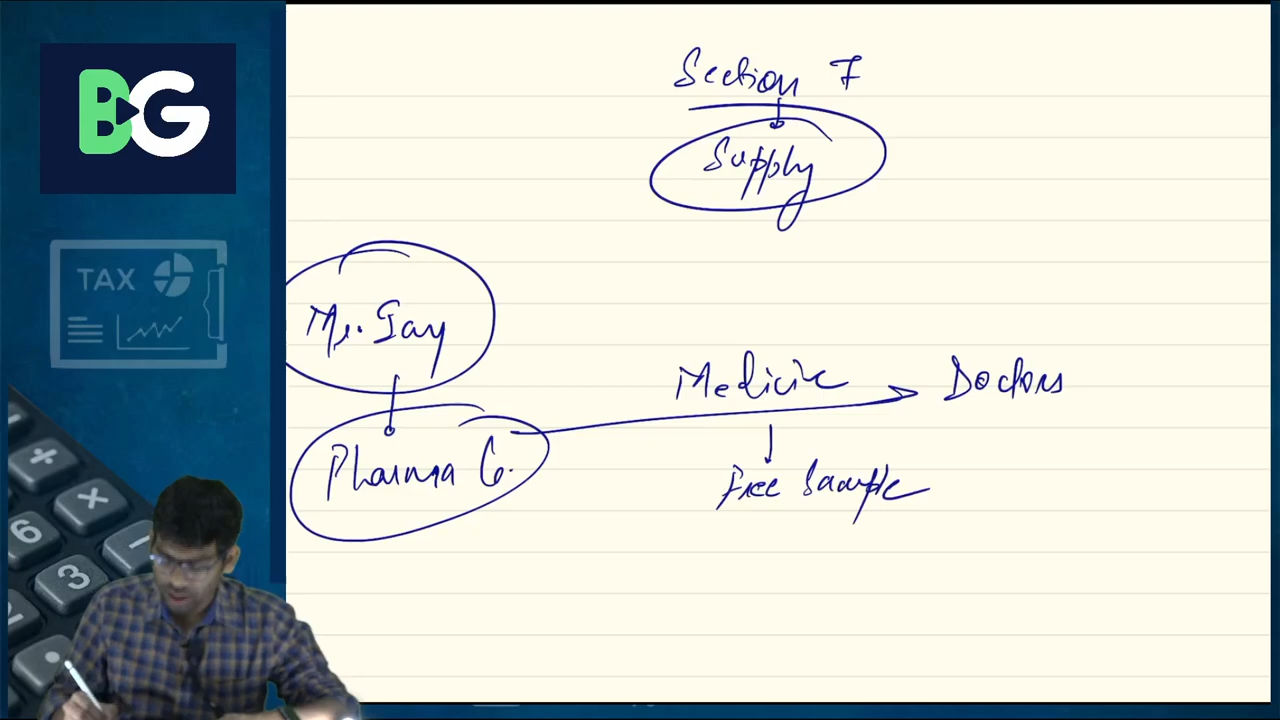 BG
Section 7
Supply
TAX
Mr. Jay
Medicine
Doctors
Pharma Co.
Free Sample